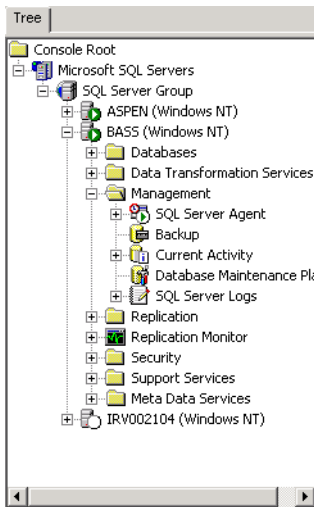 Tree
Console Root
Microsoft SQL Servers
SQL Server Group
ASPEN (Windows NT)
BASS (Windows NT)
Databases
Data Transformation Services
Management
SQL Server Agent
Backup
Current Activity
Database Maintenance Pla
SQL Server Logs
Replication
Replication Monitor
Security
Support Services
Meta Data Services
IRV002104 (Windows NT)